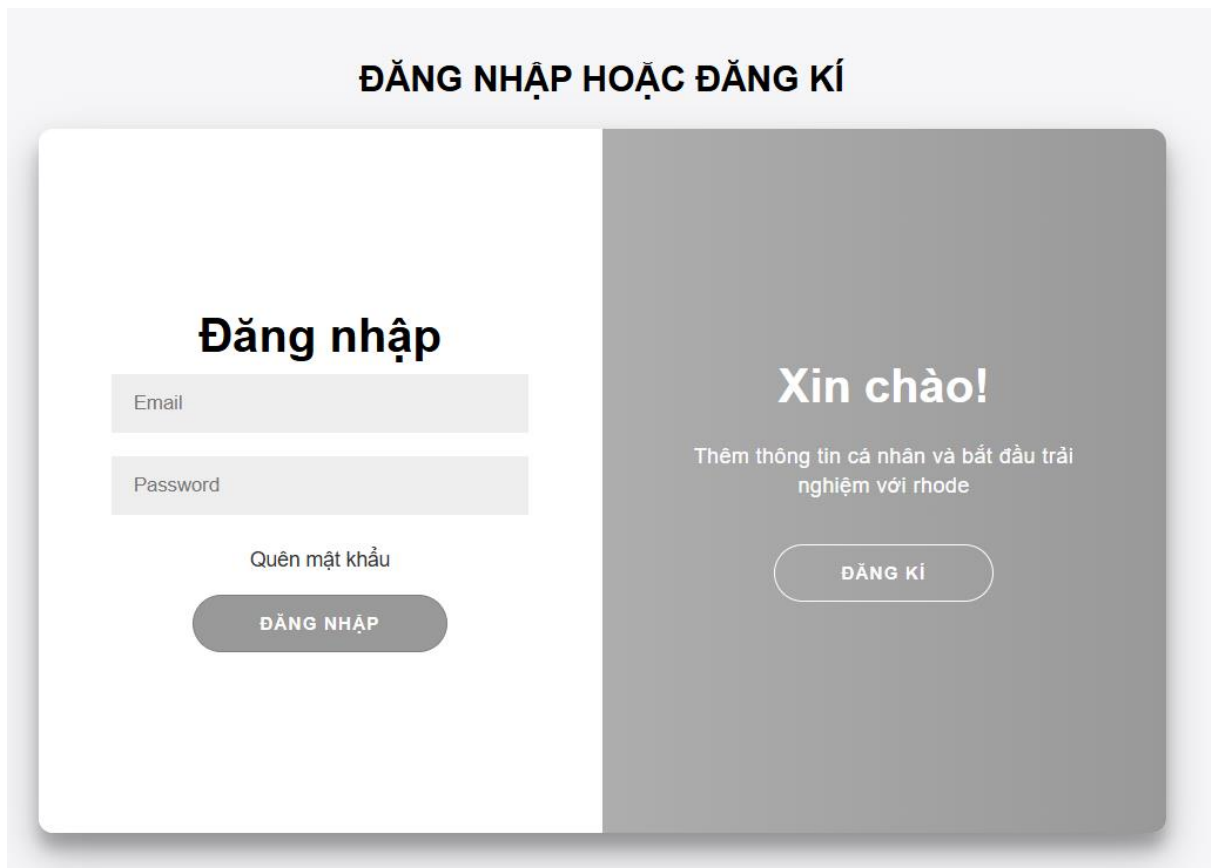 ĐĂNG NHẬP HOẶC ĐĂNG KÍ
Đăng nhập
Email
Password
Quên mật khẩu
ĐĂNG NHẬP
Xin chào!
Thêm thông tin cá nhân và bắt đầu trải
nghiệm với rhode
ĐĂNG KÍ